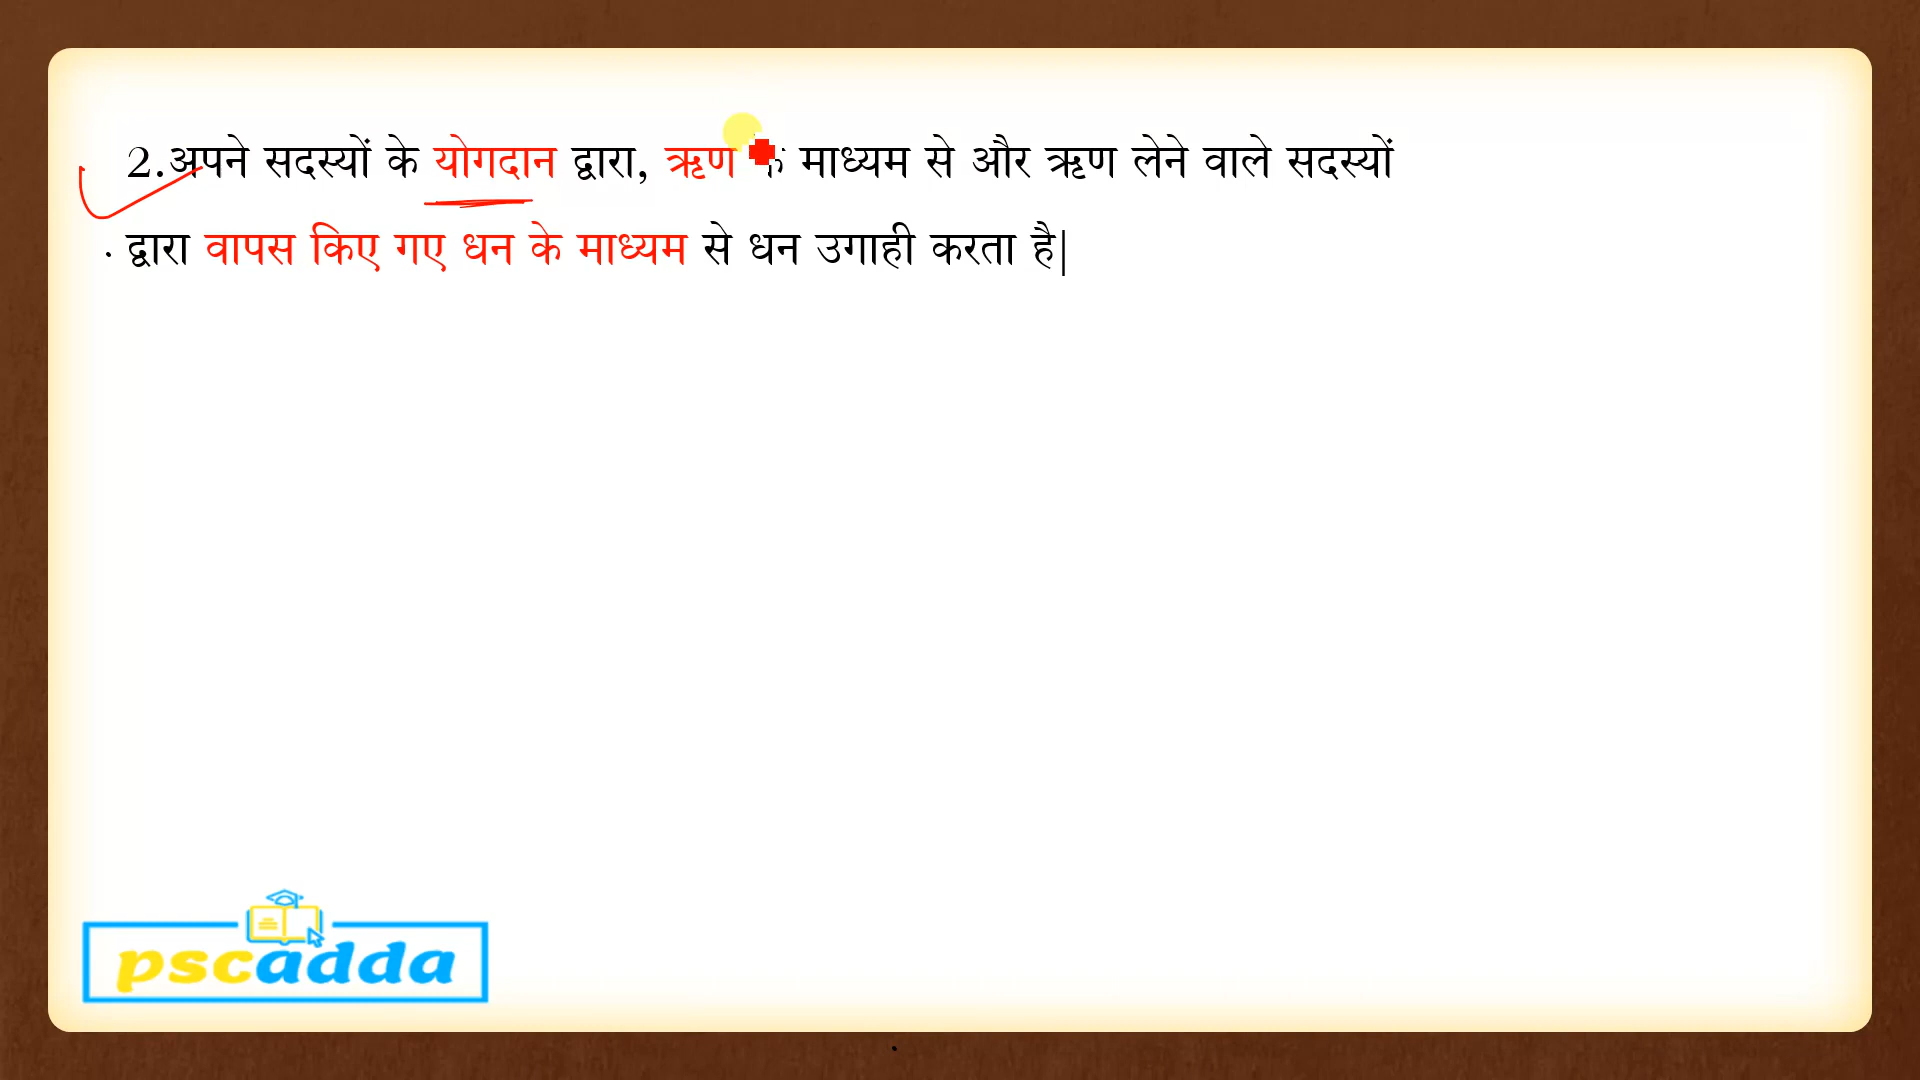 2.अपने सदस्यों के योगदान द्वारा, ऋण के माध्यम से और ऋण लेने वाले सदस्यों
द्वारा वापस किए गए धन के माध्यम से धन उगाही करता है|
pscadda